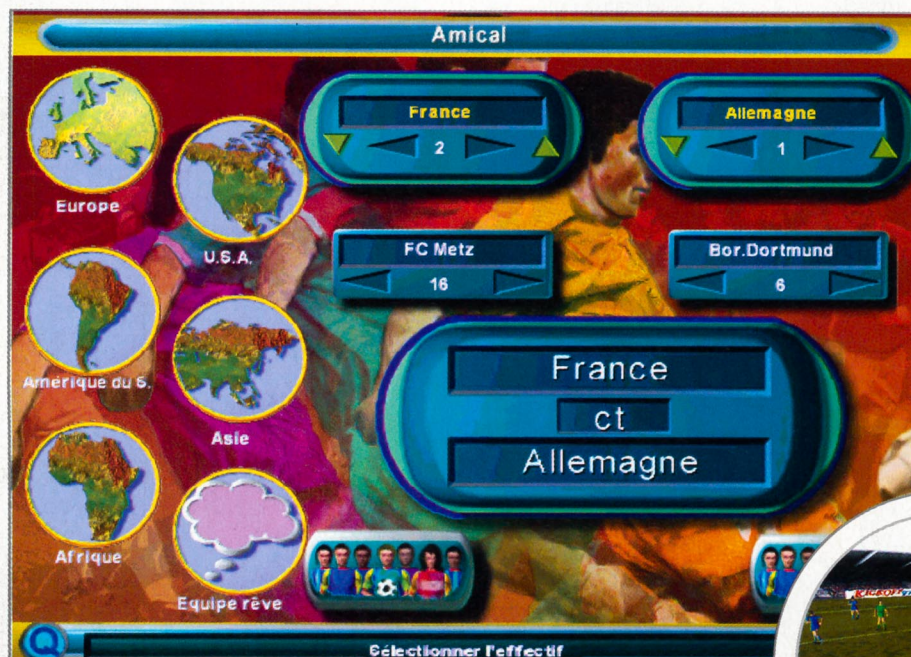 Amical
France
2
Allemagne
1
Europe
U.S.A.
FC Metz
16
Bor.Dortmund
6
Amérique du S.
Asie
France
ct
Allemagne
Afrique
Equipe rêve
KICKOFF
Q
Sélectionner l'effectif